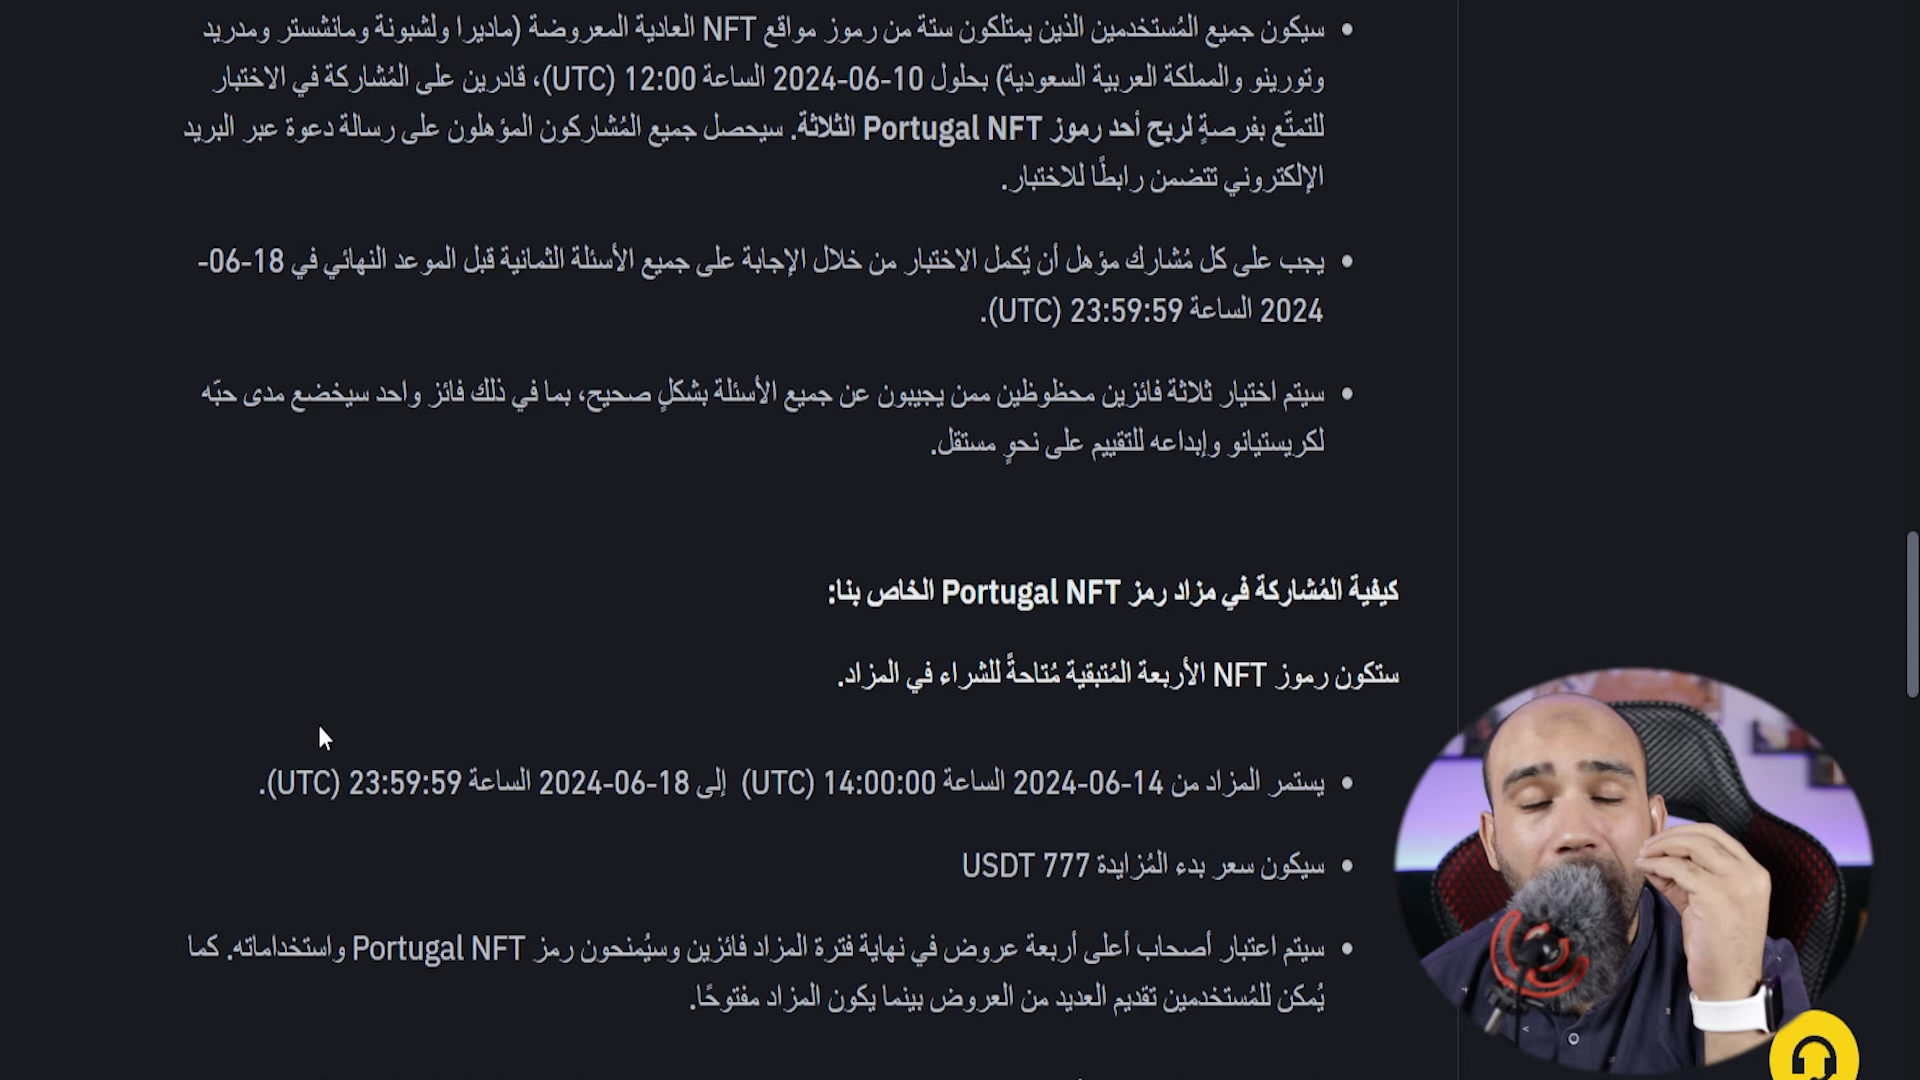 سيكون جميع المُستخدمين الذين يمتلكون ستة من رموز مواقع NFT العادية المعروضة (ماديرا ولشبونة ومانشستر ومدريد
وتورينو والمملكة العربية السعودية) بحلول 10-06-2024 الساعة 12:00 (UTC)، قادرين على المُشاركة في الاختبار
للتمتّع بفرصةٍ لربح أحد رموز Portugal NFT الثلاثة. سيحصل جميع المُشاركون المؤهلون على رسالة دعوة عبر البريد
الإلكتروني تتضمن رابطًا للاختبار.
يجب على كل مُشارك مؤهل أن يُكمل الاختبار من خلال الإجابة على جميع الأسئلة الثمانية قبل الموعد النهائي في 18-06-
2024 الساعة 23:59:59 (UTC).
سيتم اختيار ثلاثة فائزين محظوظين ممن يجيبون عن جميع الأسئلة بشكلٍ صحيح، بما في ذلك فائز واحد سيخضع مدى حبّه
لكريستيانو وإبداعه للتقييم على نحوٍ مستقل.
كيفية المُشاركة في مزاد رمز Portugal NFT الخاص بنا:
ستكون رموز NFT الأربعة المُتبقية مُتاحةً للشراء في المزاد.
يستمر المزاد من 14-06-2024 الساعة 14:00:00 (UTC) إلى 18-06-2024 الساعة 23:59:59 (UTC).
سيكون سعر بدء المُزايدة 777 USDT
سيتم اعتبار أصحاب أعلى أربعة عروض في نهاية فترة المزاد فائزين وسيُمنحون رمز Portugal NFT واستخداماته. كما
يُمكن للمُستخدمين تقديم العديد من العروض بينما يكون المزاد مفتوحًا.